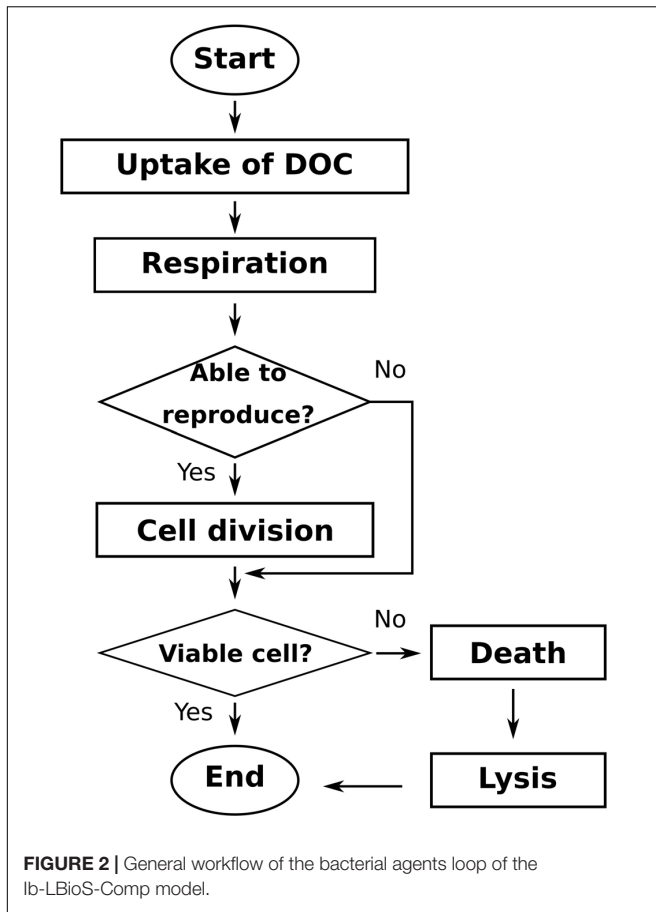 Start
Uptake of DOC
Respiration
Able to
reproduce?
No
Yes
Cell division
Viable cell?
No
Death
Yes
End
Lysis
FIGURE 2 | General workflow of the bacterial agents loop of the
Ib-LBioS-Comp model.